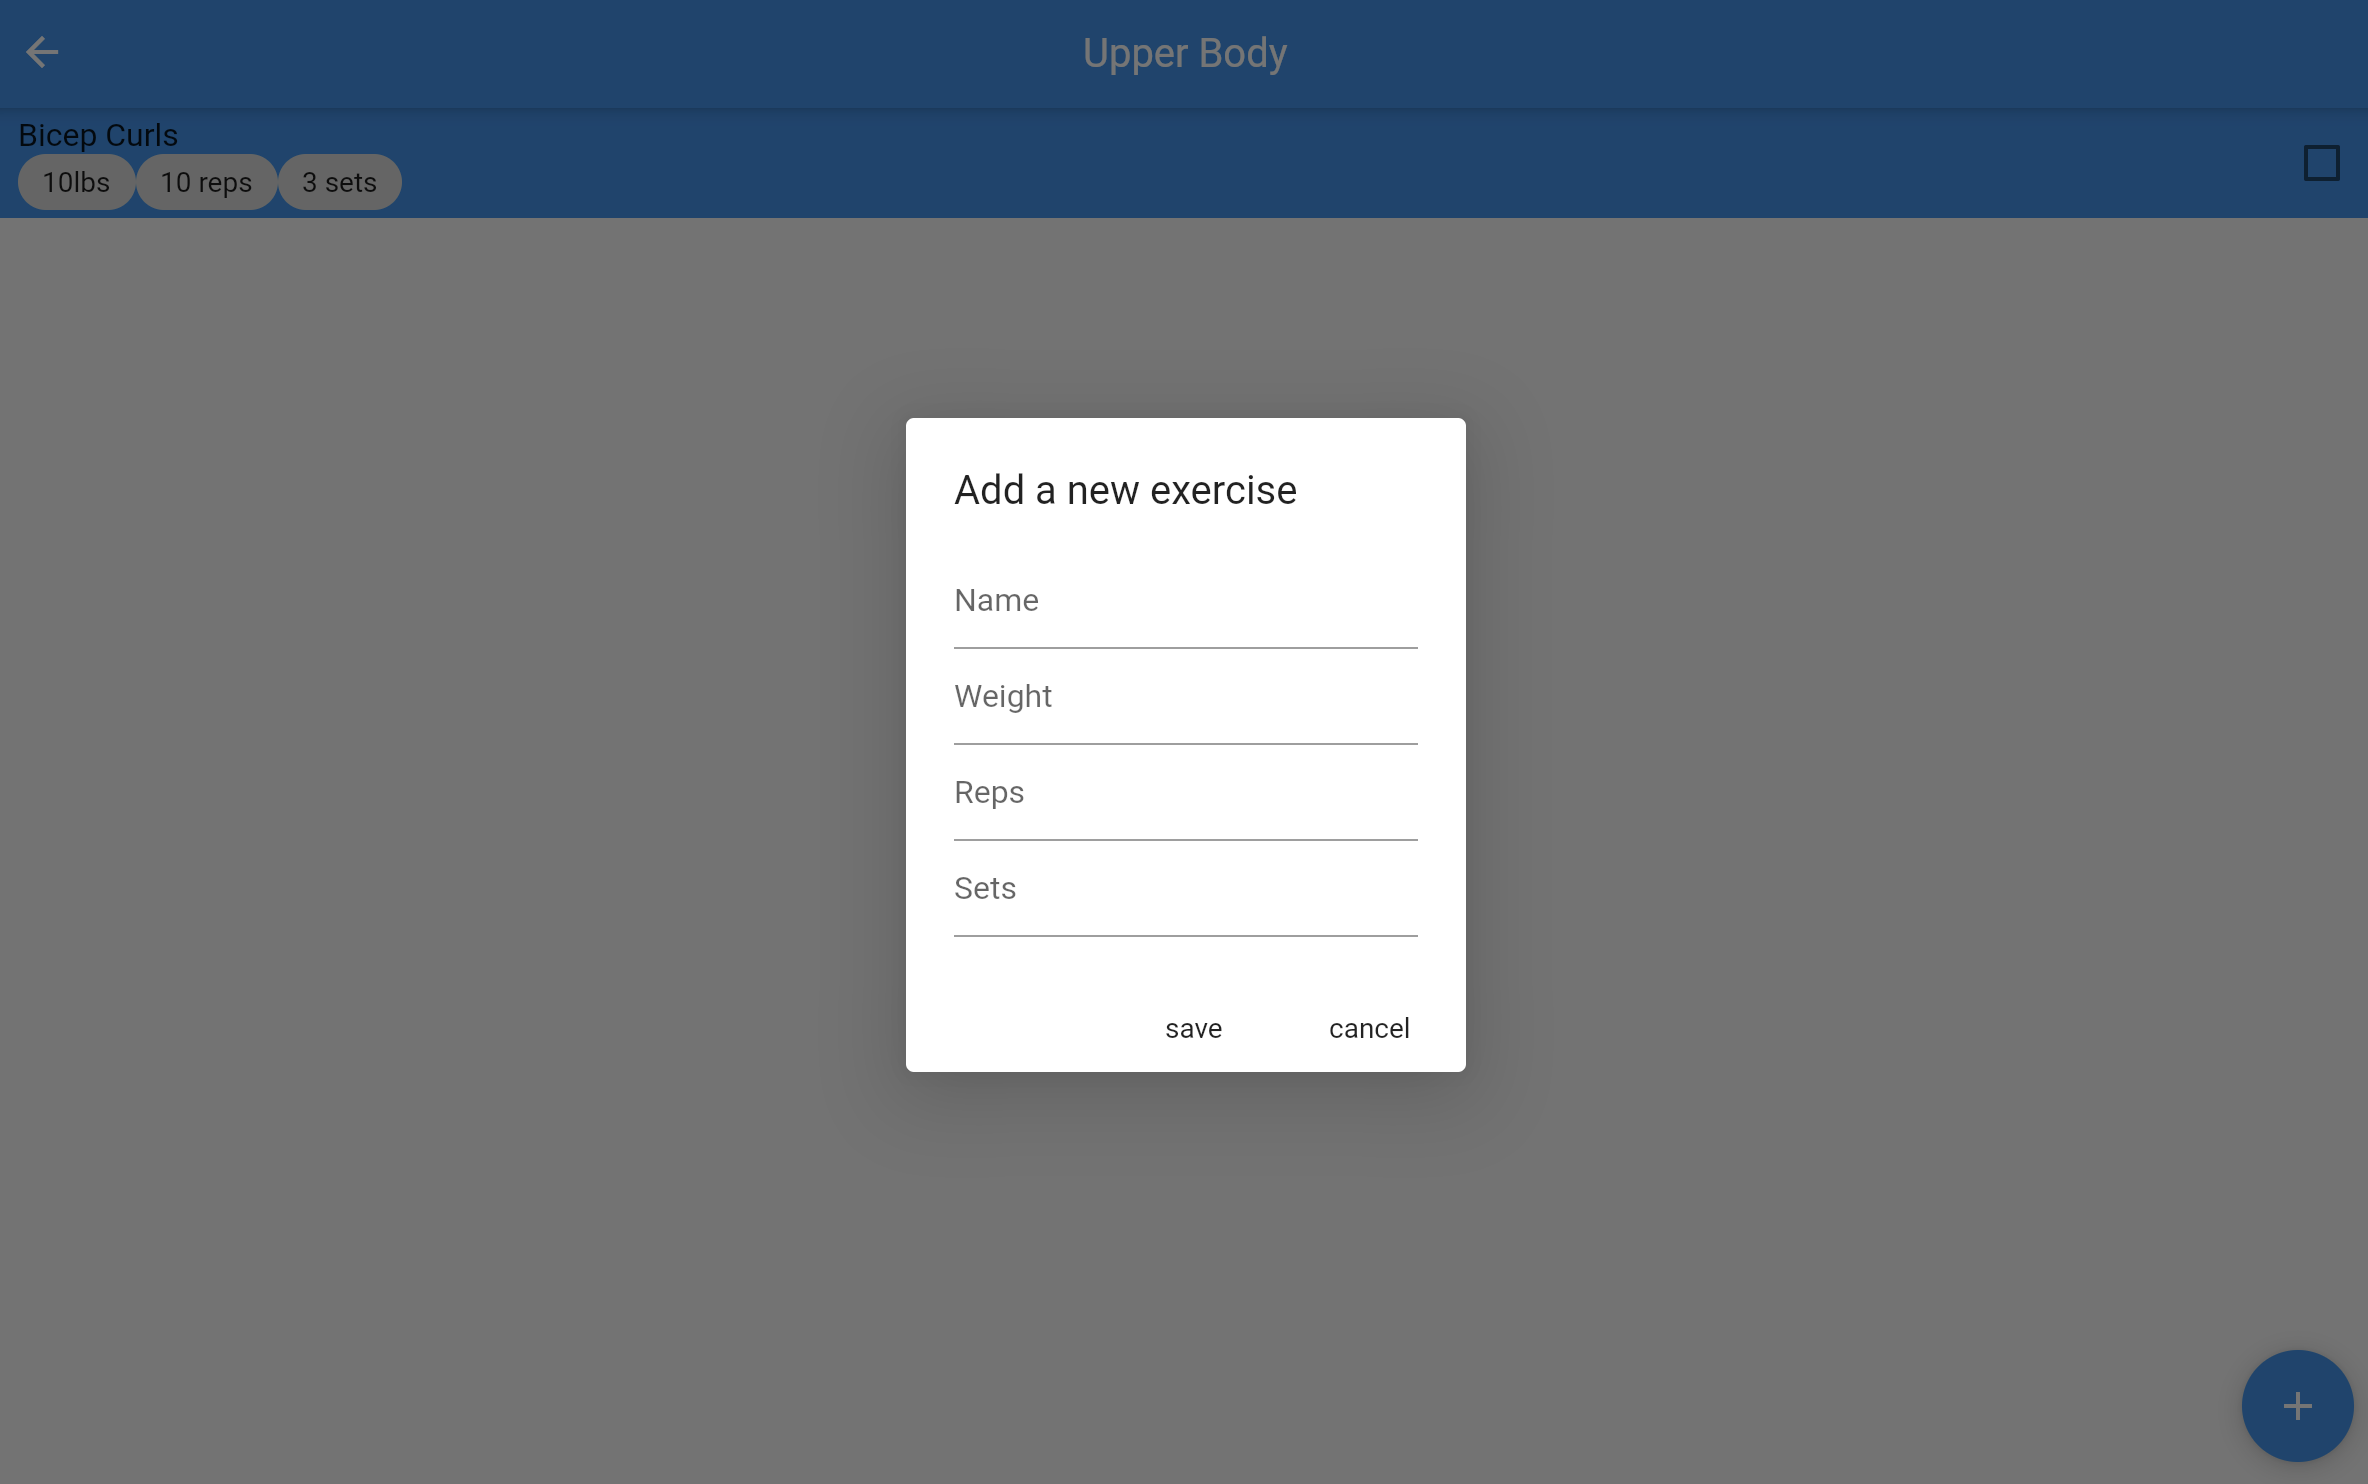 Upper Body
Bicep Curls
10lbs 10 reps 3 sets
Add a new exercise
Name
Weight
Reps
Sets
save cancel